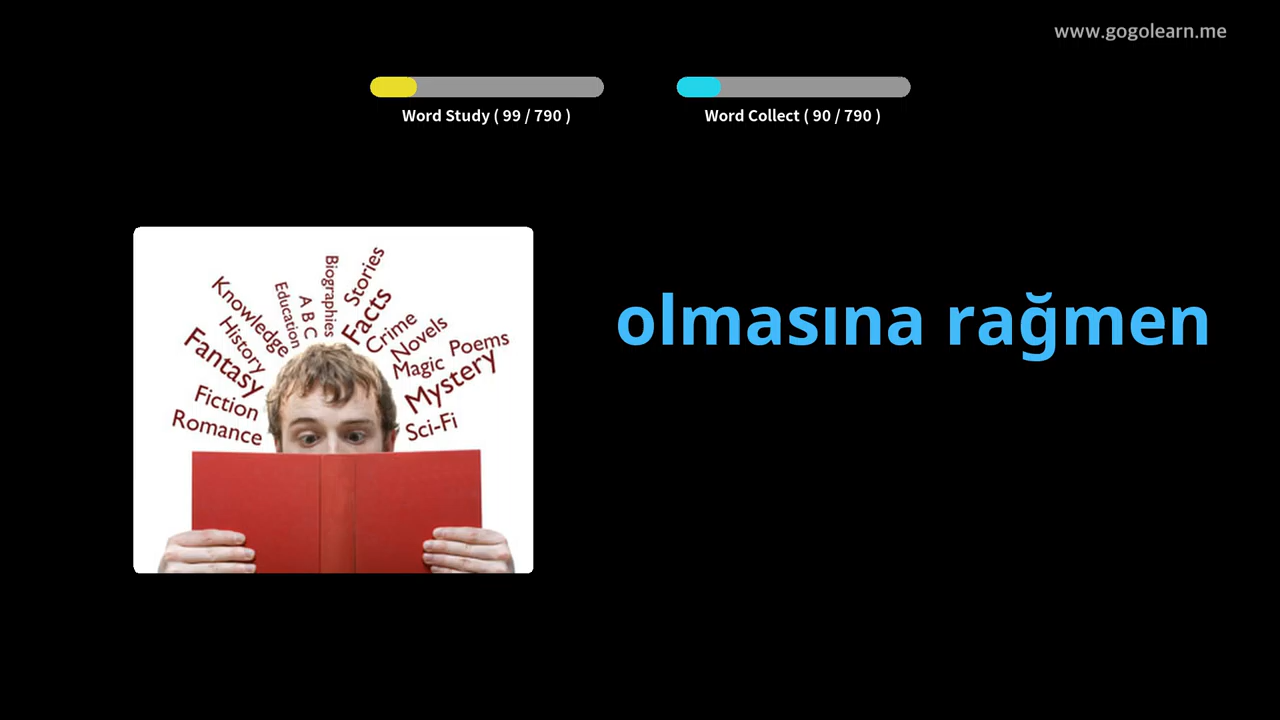 www.gogolearn.me
Word Study ( 99 / 790 )
Word Collect ( 90 / 790 )
olmasına rağmen
Knowledge
History
Fantasy
Fiction
Romance
Education
A B C
Biographies
Stories
Facts
Crime
Novels
Magic
Poems
Mystery
Sci-Fi